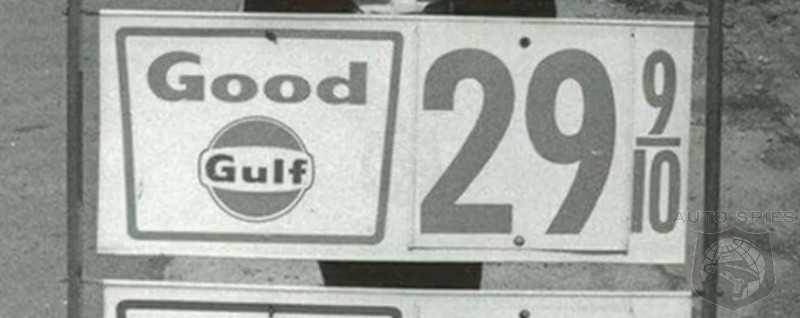 Good
Gulf
29 9/10
AUTO SPIES